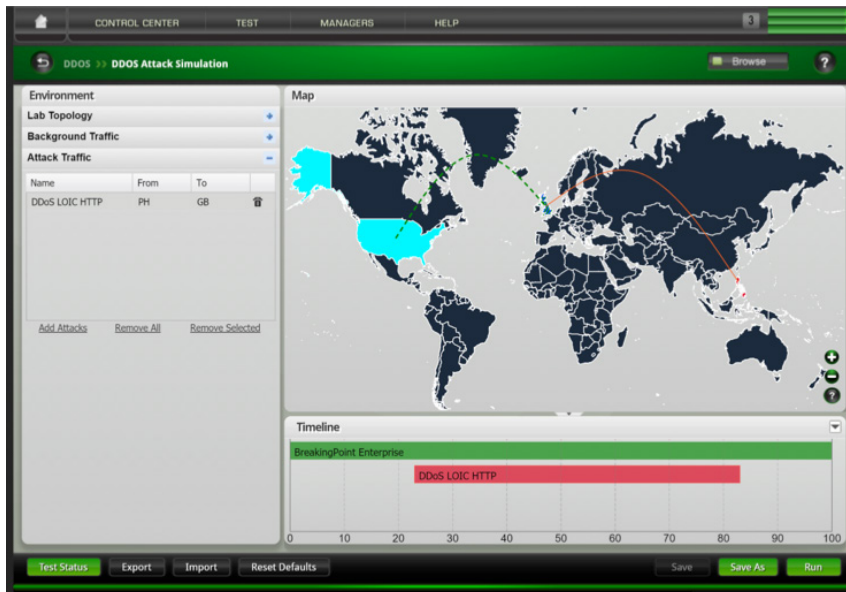 CONTROL CENTER TEST MANAGERS HELP 3
DDOS >> DDOS Attack Simulation Browse ?
Environment
Lab Topology
Background Traffic
Attack Traffic
Name From To
DDoS LOIC HTTP PH GB
Add Attacks Remove All Remove Selected
Map
?
Timeline
BreakingPoint Enterprise
DDoS LOIC HTTP
0 10 20 30 40 50 60 70 80 90 100
Test Status Export Import Reset Defaults Save Save As Run